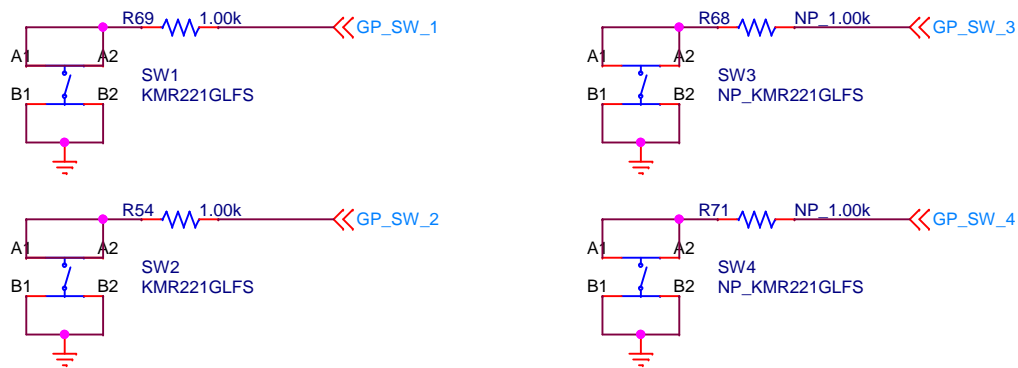 R69 1.00k GP_SW_1
A1 A2
SW1
B1 B2 KMR221GLFS
R68 NP_1.00k GP_SW_3
A1 A2
SW3
B1 B2 NP_KMR221GLFS
R54 1.00k GP_SW_2
A1 A2
SW2
B1 B2 KMR221GLFS
R71 NP_1.00k GP_SW_4
A1 A2
SW4
B1 B2 NP_KMR221GLFS